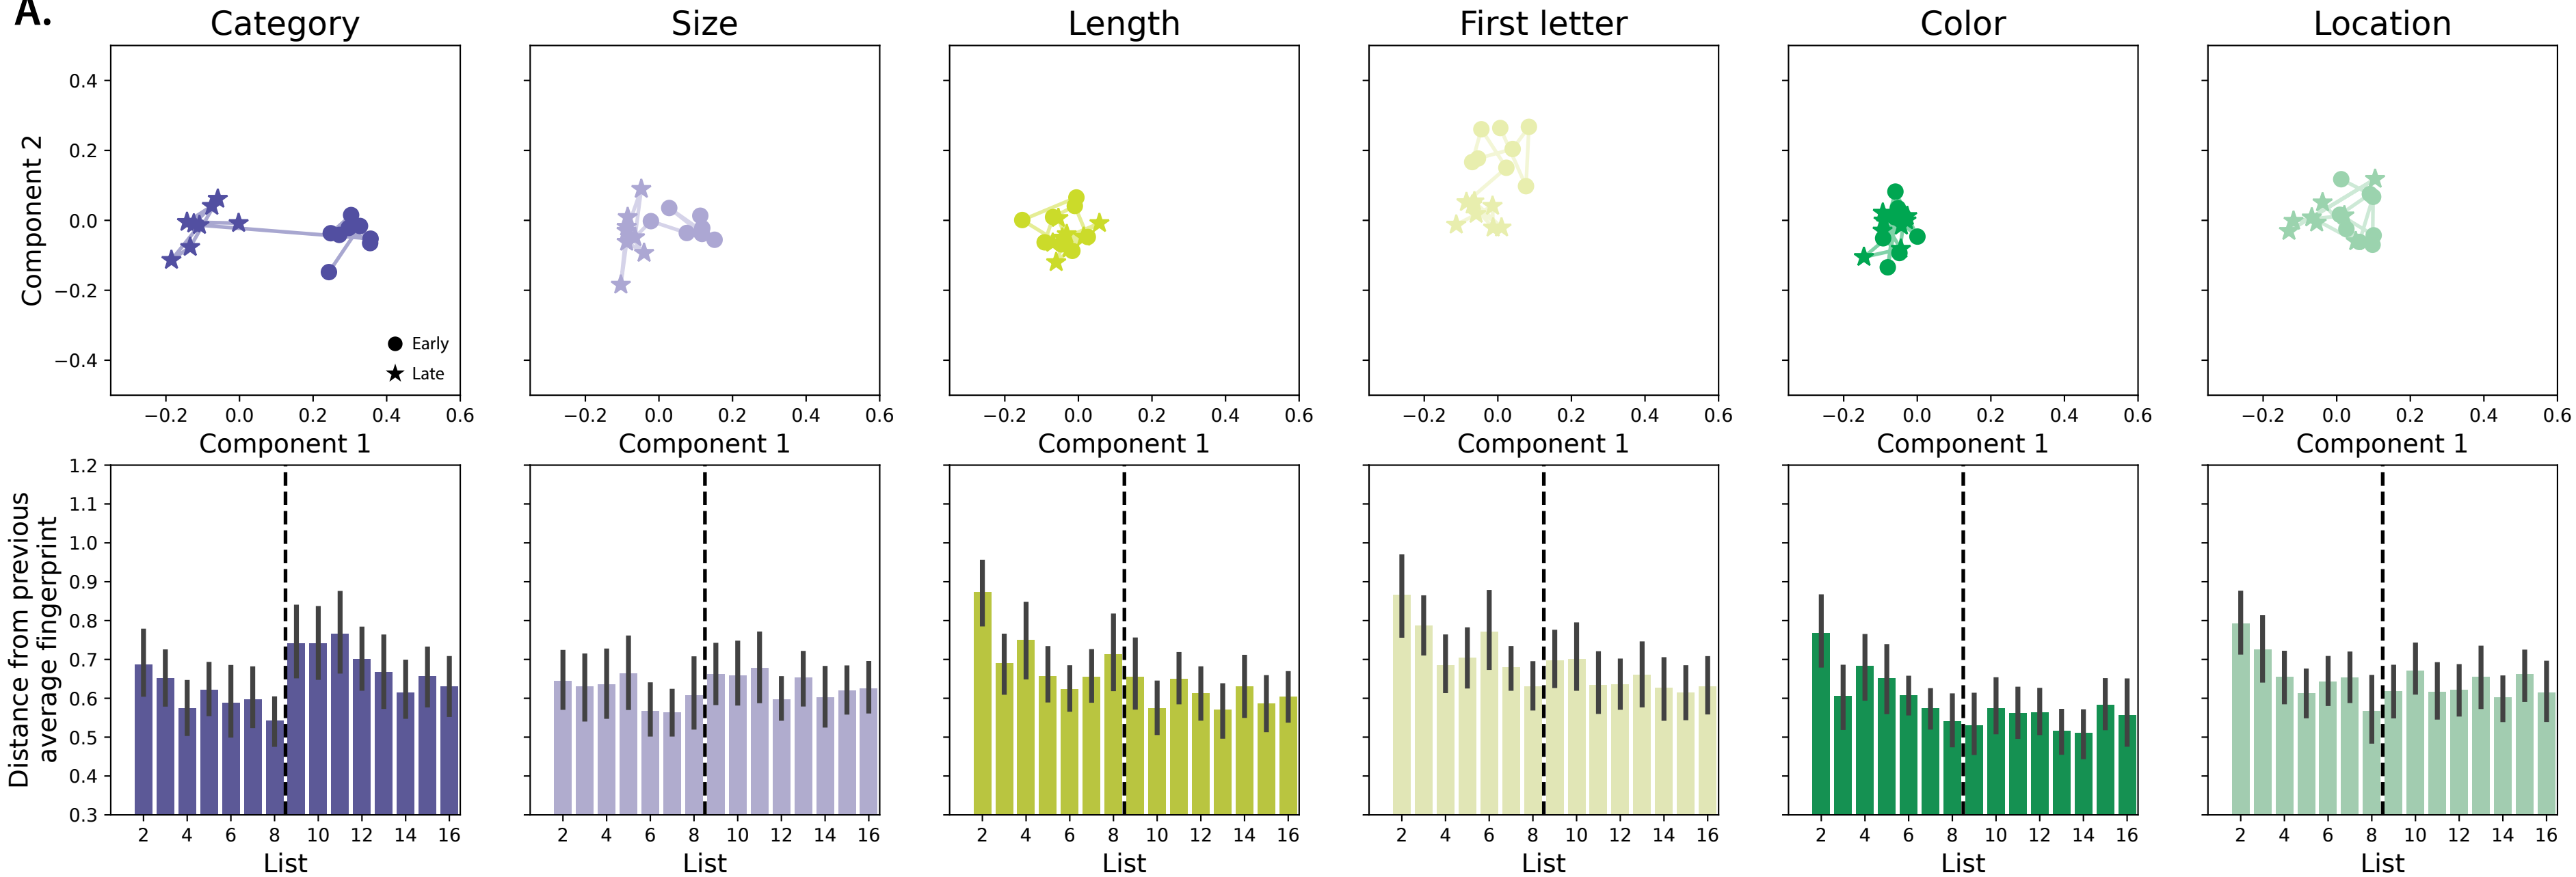 A.
Category Size Length First letter Color Location
Component 2
0.4
0.2
0.0
−0.2
−0.4
Early
Late
−0.2 0.0 0.2 0.4 0.6 −0.2 0.0 0.2 0.4 0.6 −0.2 0.0 0.2 0.4 0.6 −0.2 0.0 0.2 0.4 0.6 −0.2 0.0 0.2 0.4 0.6 −0.2 0.0 0.2 0.4 0.6
Component 1 Component 1 Component 1 Component 1 Component 1 Component 1
Distance from previous
average fingerprint
1.2
1.1
1.0
0.9
0.8
0.7
0.6
0.5
0.4
0.3
2 4 6 8 10 12 14 16 2 4 6 8 10 12 14 16 2 4 6 8 10 12 14 16 2 4 6 8 10 12 14 16 2 4 6 8 10 12 14 16 2 4 6 8 10 12 14 16
List List List List List List